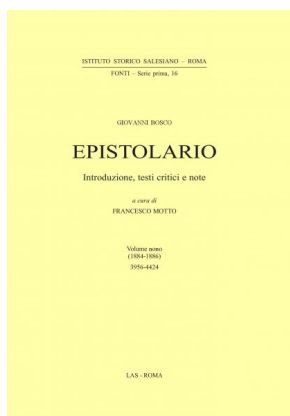 ISTITUTO STORICO SALESIANO – ROMA
FONTI – Serie prima, 16
GIOVANNI BOSCO
EPISTOLARIO
Introduzione, testi critici e note
a cura di
FRANCESCO MOTTO
Volume nono
(1884-1886)
3956-4424
LAS - ROMA